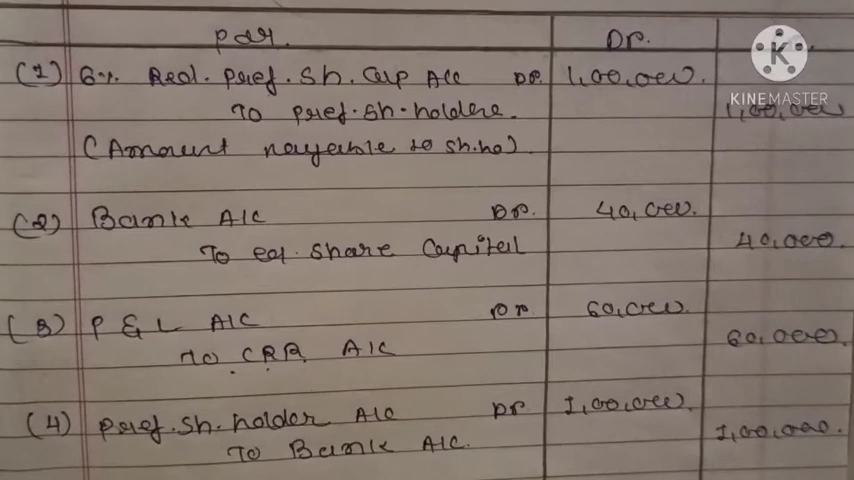 Par. Dr.
(1) 6% Red. Pref. Sh. Cap A/c Dr. 1,00,000.
To Pref. Sh. holders. 1,00,000
(Amount payable to sh. ho)
(2) Bank A/C Dr. 40,000.
To eq. Share Capital 40,000.
(3) P & L A/C Dr 60,000.
To CRR A/C 60,000.
(4) Pref. Sh. holder A/C Dr 1,00,000.
To Bank A/C. 1,00,000.
KINEMASTER